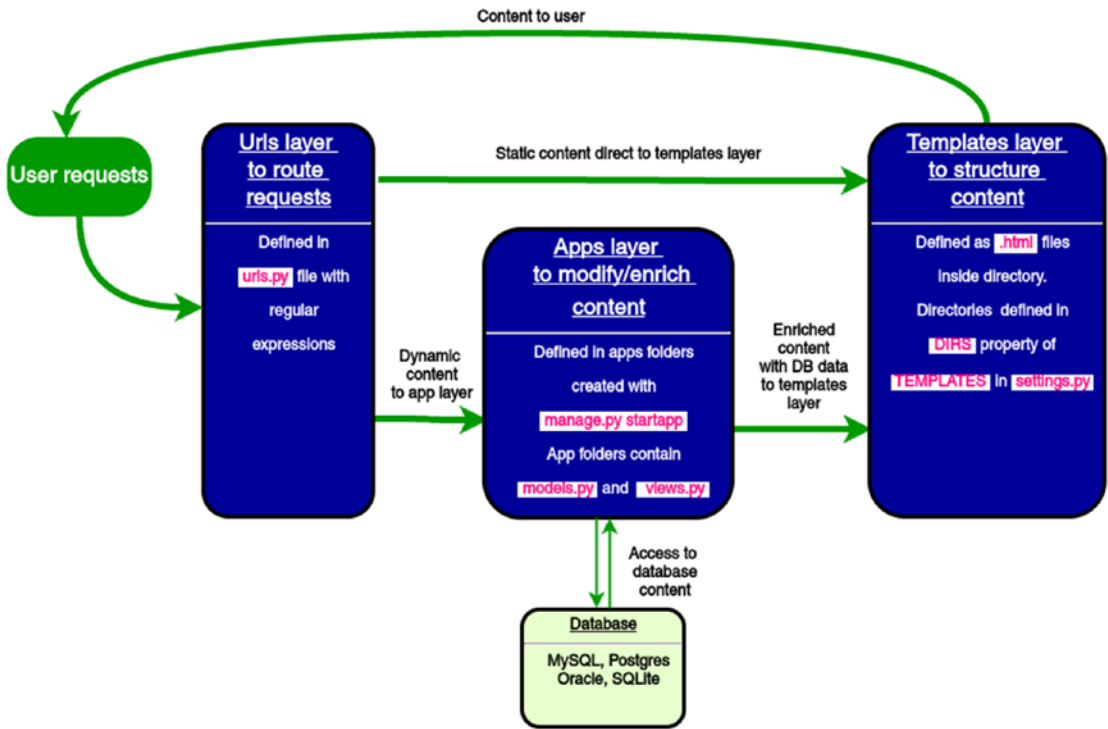 Content to user
User requests
Urls layer
to route
requests
Defined in
urls.py file with
regular
expressions
Static content direct to templates layer
Dynamic
content
to app layer
Apps layer
to modify/enrich
content
Defined in apps folders
created with
manage.py startapp
App folders contain
models.py and views.py
Enriched
content
with DB data
to templates
layer
Templates layer
to structure
content
Defined as .html files
inside directory.
Directories defined in
DIRS property of
TEMPLATES in settings.py
Access to
database
content
Database
MySQL, Postgres
Oracle, SQLite